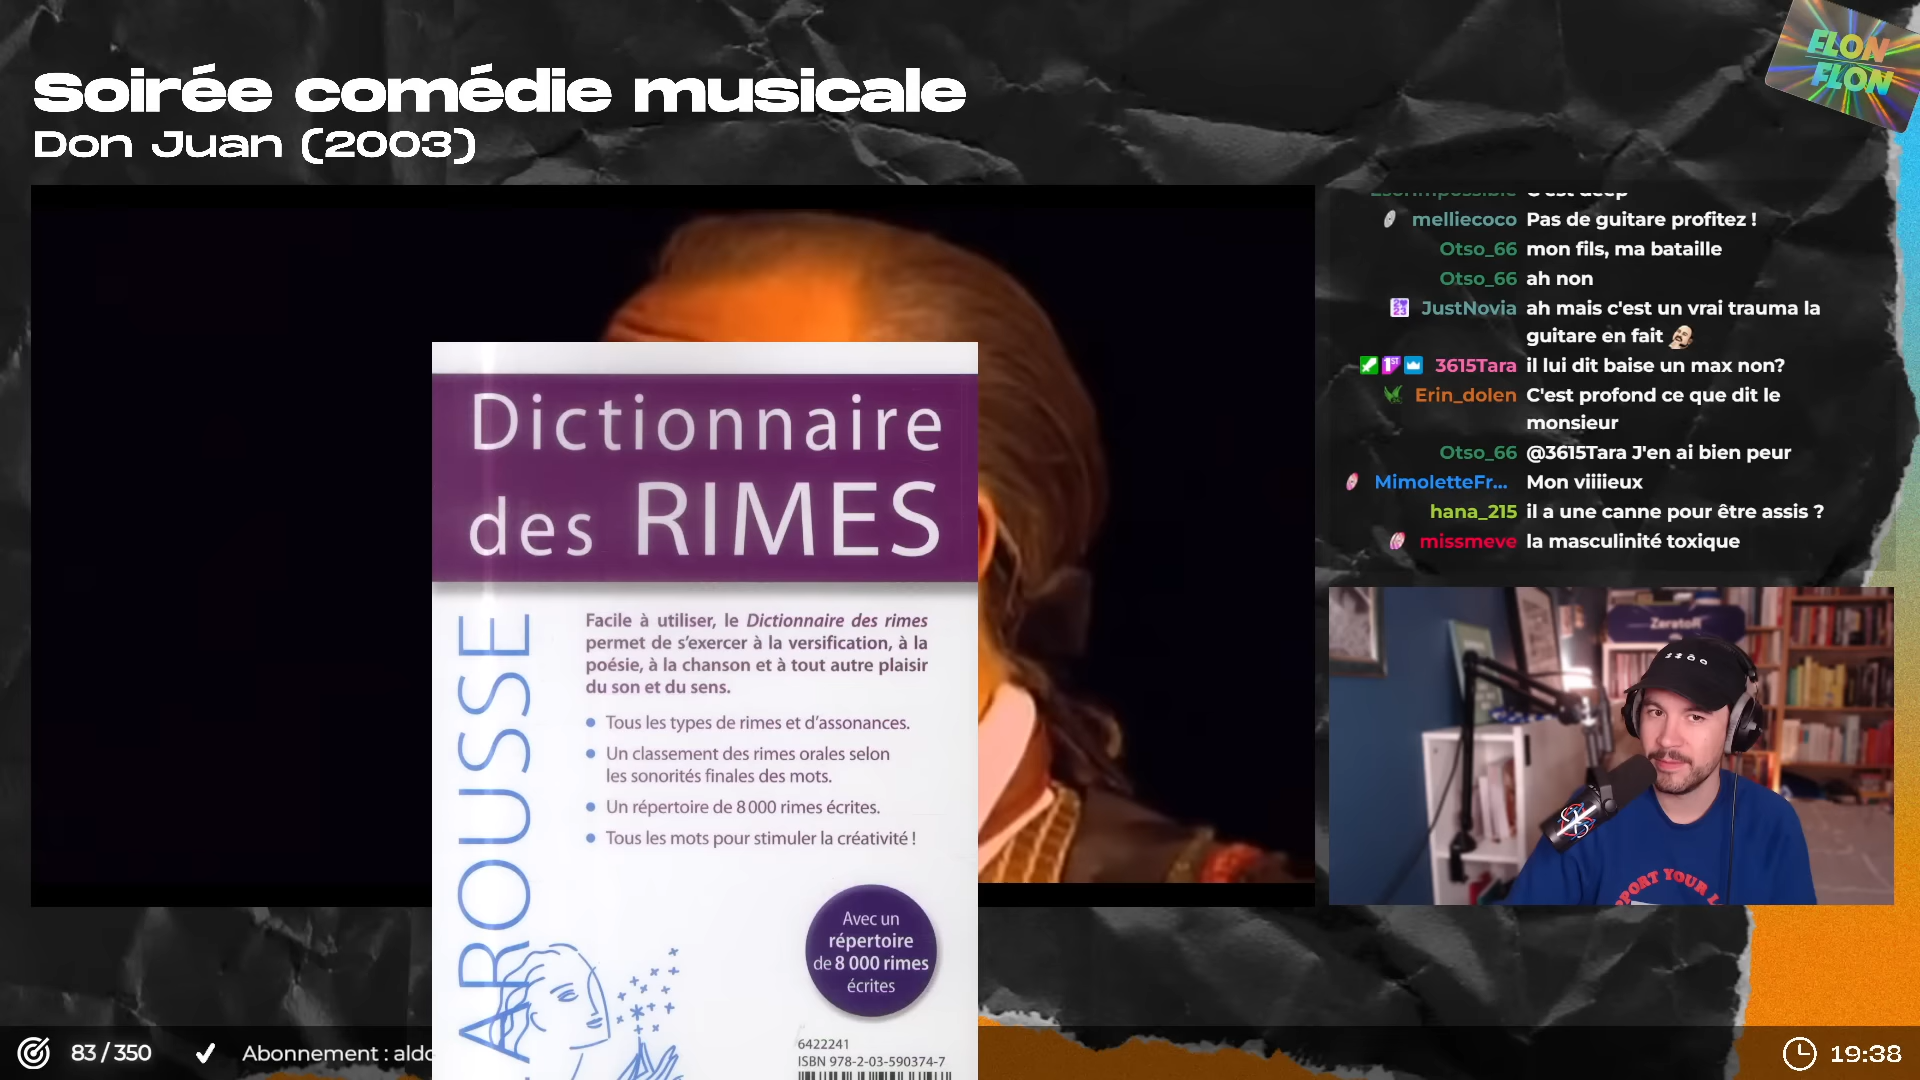 Soirée comédie musicale
Don Juan (2003)
FLON
FLON
C'est deep
melliecoco Pas de guitare profitez !
Otso_66 mon fils, ma bataille
Otso_66 ah non
JustNovia ah mais c'est un vrai trauma la
guitare en fait
3615Tara il lui dit baise un max non?
Erin_dolen C'est profond ce que dit le
monsieur
Otso_66 @3615Tara J'en ai bien peur
MimoletteFr... Mon viiiieux
hana_215 il a une canne pour être assis ?
missmeve la masculinité toxique
Dictionnaire
des RIMES
AROUSSE
Facile à utiliser, le Dictionnaire des rimes
permet de s'exercer à la versification, à la
poésie, à la chanson et à tout autre plaisir
du son et du sens.
• Tous les types de rimes et d'assonances.
• Un classement des rimes orales selon
les sonorités finales des mots.
• Un répertoire de 8 000 rimes écrites.
• Tous les mots pour stimuler la créativité !
Avec un
répertoire
de 8 000 rimes
écrites
6422241
ISBN 978-2-03-590374-7
ZeratoR
PORT YOUR L
83 / 350
Abonnement : aldo
19:38